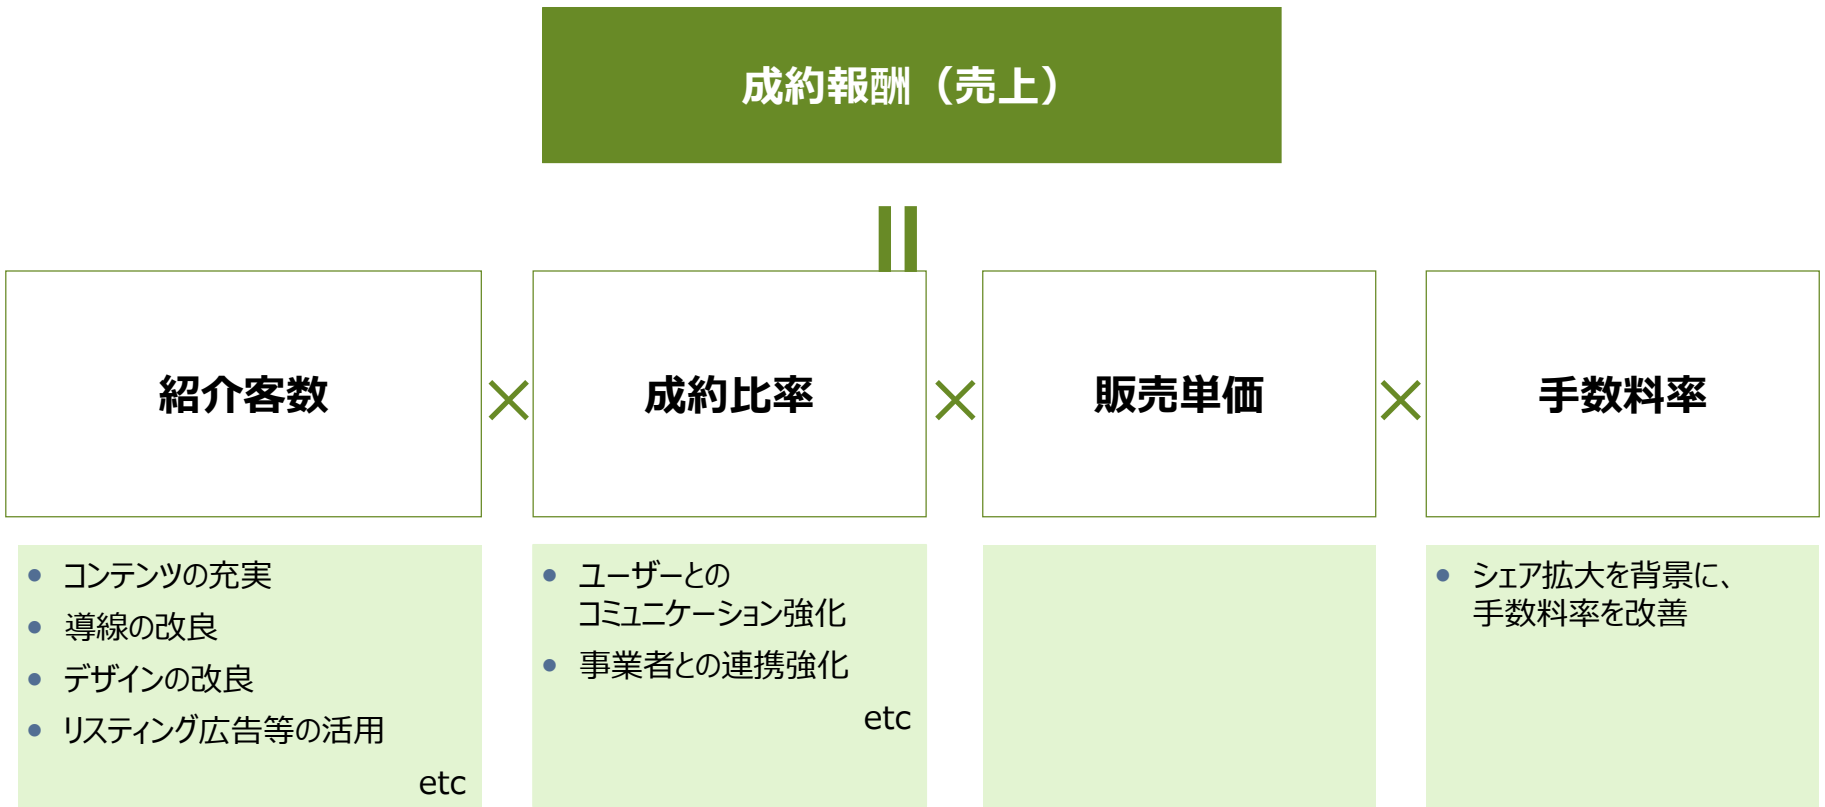 成約報酬（売上）
紹介客数
×
成約比率
×
販売単価
×
手数料率
• コンテンツの充実
• 導線の改良
• デザインの改良
• リスティング広告等の活用
etc
• ユーザーとの
コミュニケーション強化
• 事業者との連携強化
etc
• シェア拡大を背景に、
手数料率を改善